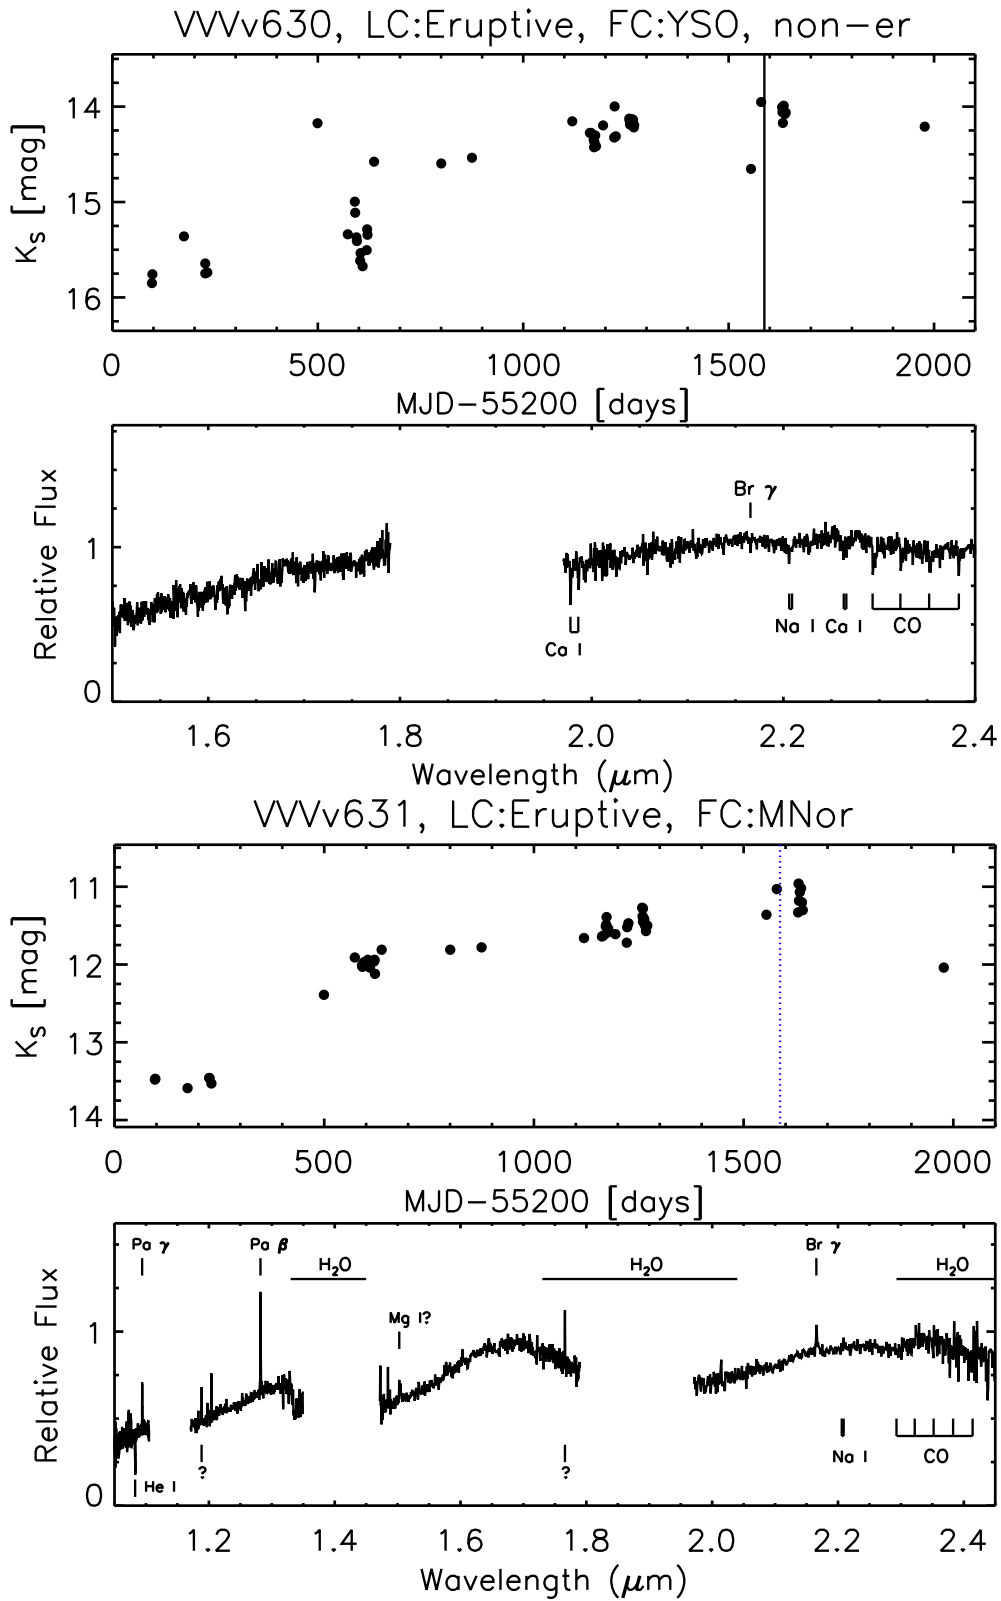 VVVv630, LC:Eruptive, FC:YSO, non-er
14
15
16
Ks [mag]
0 500 1000 1500 2000
MJD-55200 [days]
Relative Flux
1
0
Br γ
Ca I
Na I Ca I CO
1.6 1.8 2.0 2.2 2.4
Wavelength (μm)
VVVv631, LC:Eruptive, FC:MNor
11
12
13
14
Ks [mag]
0 500 1000 1500 2000
MJD-55200 [days]
Relative Flux
1
0
Pa γ Pa β H2O H2O Br γ H2O
Mg I?
He I ? ? Na I CO
1.2 1.4 1.6 1.8 2.0 2.2 2.4
Wavelength (μm)